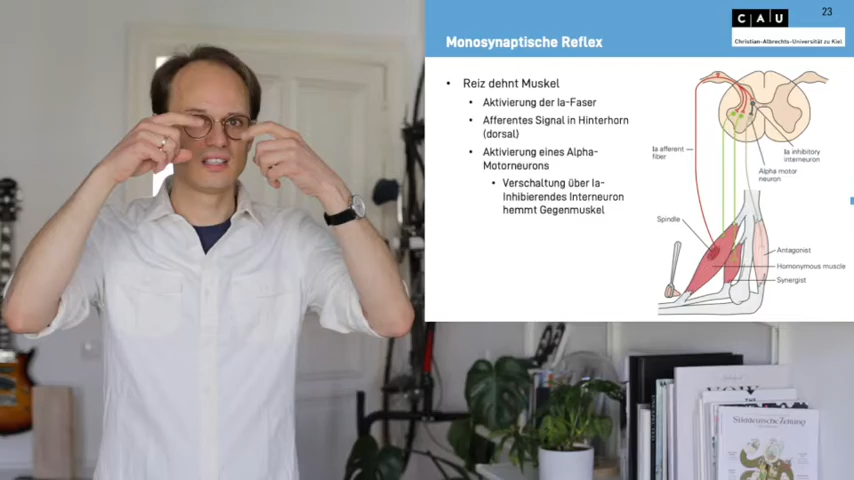 23
C A U
Christian-Albrechts-Universität zu Kiel
Monosynaptische Reflex
Reiz dehnt Muskel
Aktivierung der Ia-Faser
Afferentes Signal in Hinterhorn
(dorsal)
Aktivierung eines Alpha-
Motorneurons
Verschaltung über Ia-
Inhibierendes Interneuron
hemmt Gegenmuskel
Ia afferent
fiber
Ia inhibitory
interneuron
Alpha motor
neuron
Spindle
Antagonist
Homonymous muscle
Synergist
Süddeutsche Zeitung